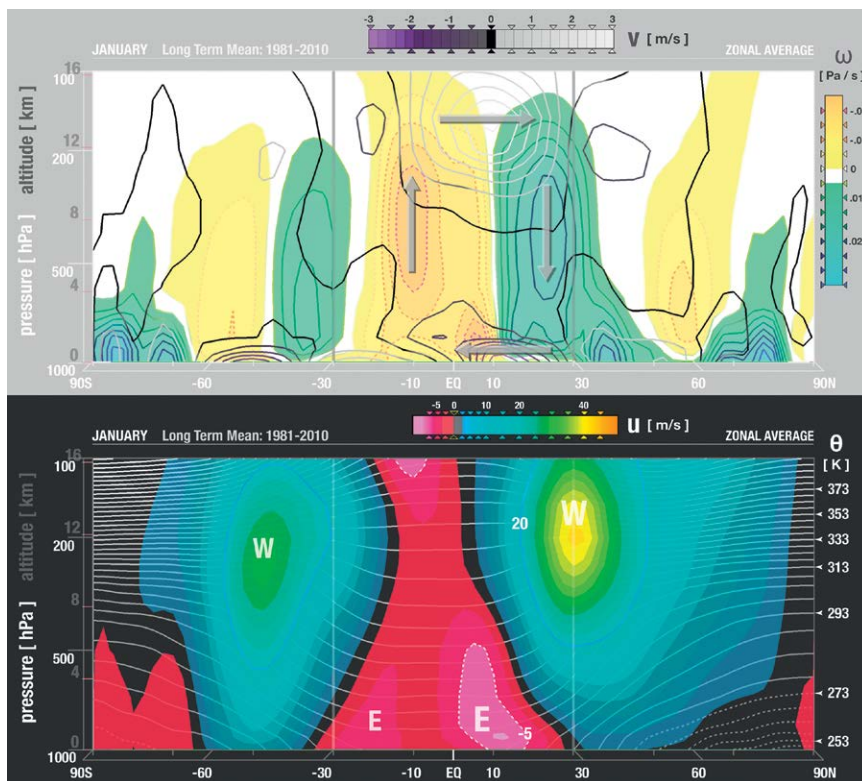 -3 -2 -1 0 1 2 3
V [ m/s ]
JANUARY Long Term Mean: 1981-2010 ZONAL AVERAGE
ω
[ Pa / s ]
16 100
12 200
8
500
4
0 1000
altitude [ km ]
pressure [ hPa ]
-.0
-.0
0
.01
.02
90S -60 -30 -10 EQ 10 30 60 90N
-5 0 10 20 40
u [ m/s ]
JANUARY Long Term Mean: 1981-2010 ZONAL AVERAGE
θ
[ K ]
16 100
12 200
8
500
4
0 1000
altitude [ km ]
pressure [ hPa ]
W
20
W
E
E
-5
373
353
333
313
293
273
253
90S -60 -30 -10 EQ 10 30 60 90N